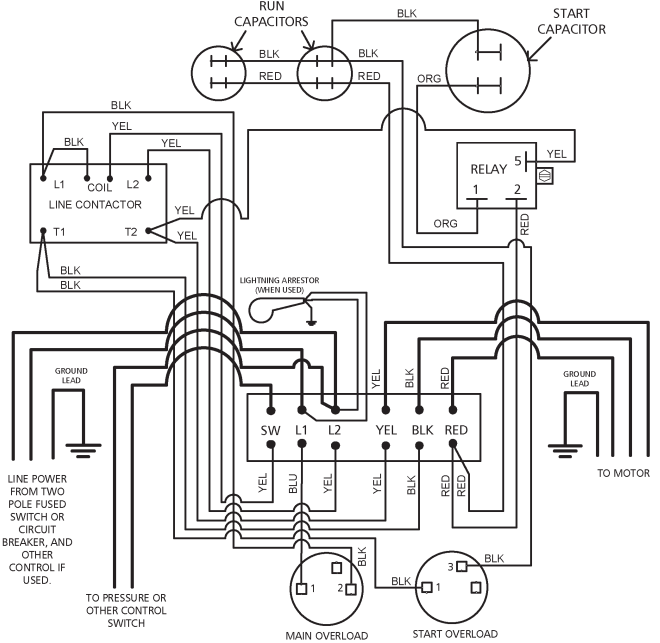 RUN
CAPACITORS
START
CAPACITOR
BLK
BLK
BLK
RED
RED
ORG
BLK
YEL
YEL
BLK
L1
COIL
L2
LINE CONTACTOR
T1
T2
YEL
YEL
RELAY
5
YEL
1
2
ORG
RED
BLK
BLK
LIGHTNING ARRESTOR
(WHEN USED)
GROUND
LEAD
YEL
BLK
RED
GROUND
LEAD
SW
L1
L2
YEL
BLK
RED
YEL
BLU
YEL
YEL
BLK
RED
RED
LINE POWER
FROM TWO
POLE FUSED
SWITCH OR
CIRCUIT
BREAKER, AND
OTHER
CONTROL IF
USED.
TO MOTOR
TO PRESSURE OR
OTHER CONTROL
SWITCH
BLK
1
2
MAIN OVERLOAD
BLK
1
3
BLK
START OVERLOAD